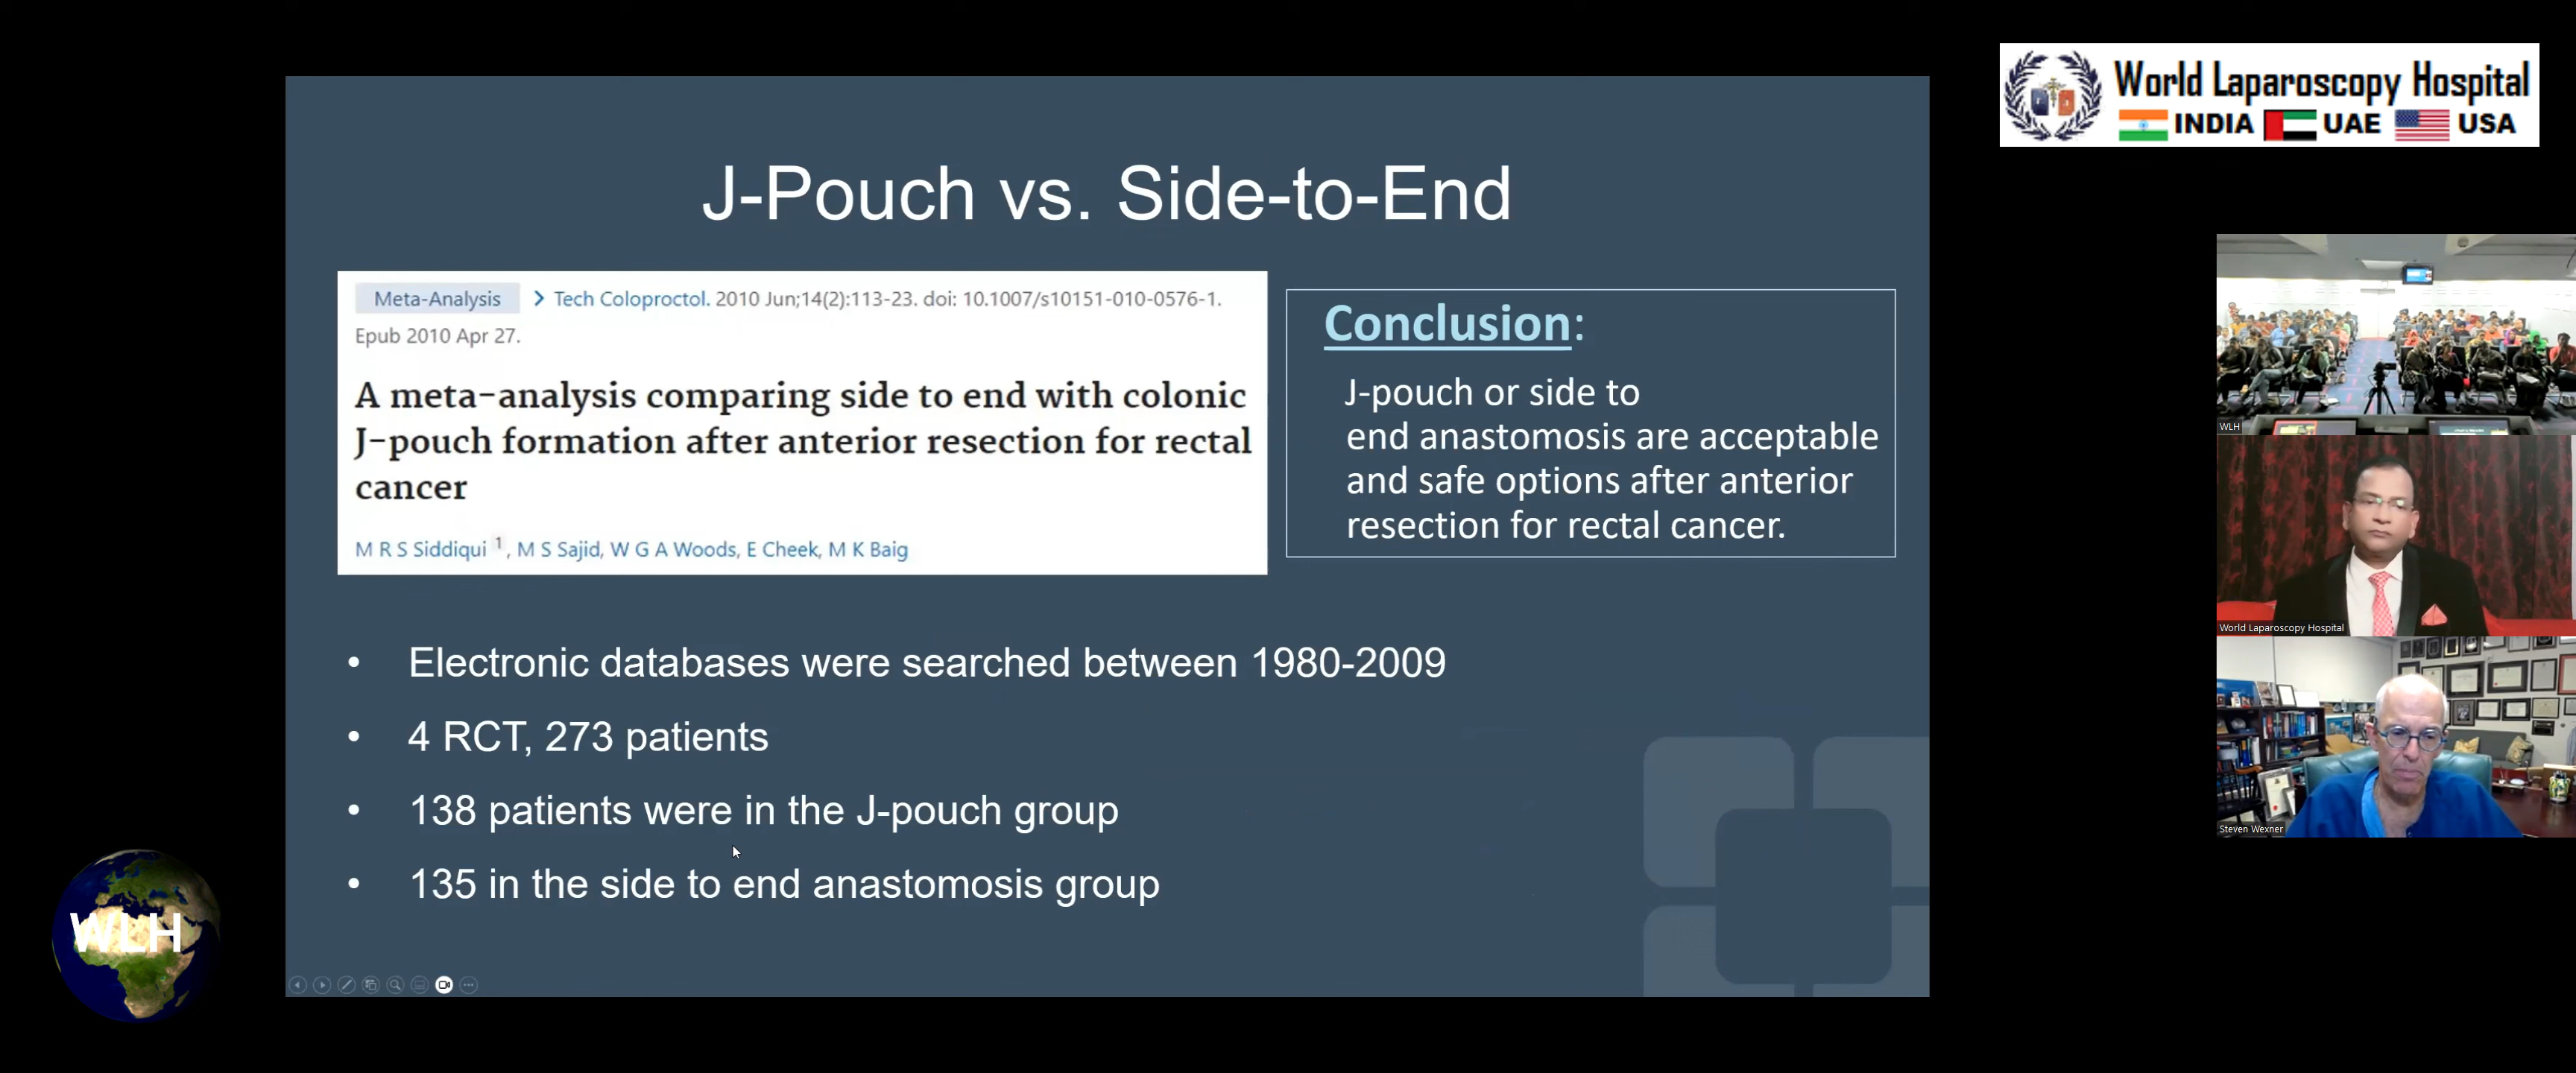 World Laparoscopy Hospital
INDIA UAE USA
J-Pouch vs. Side-to-End
Meta-Analysis > Tech Coloproctol. 2010 Jun;14(2):113-23. doi: 10.1007/s10151-010-0576-1.
Epub 2010 Apr 27.
A meta-analysis comparing side to end with colonic
J-pouch formation after anterior resection for rectal
cancer
M R S Siddiqui 1, M S Sajid, W G A Woods, E Cheek, M K Baig
Conclusion:
J-pouch or side to
end anastomosis are acceptable
and safe options after anterior
resection for rectal cancer.
• Electronic databases were searched between 1980-2009
• 4 RCT, 273 patients
• 138 patients were in the J-pouch group
• 135 in the side to end anastomosis group
WLH
WLH
World Laparoscopy Hospital
Steven Wexner